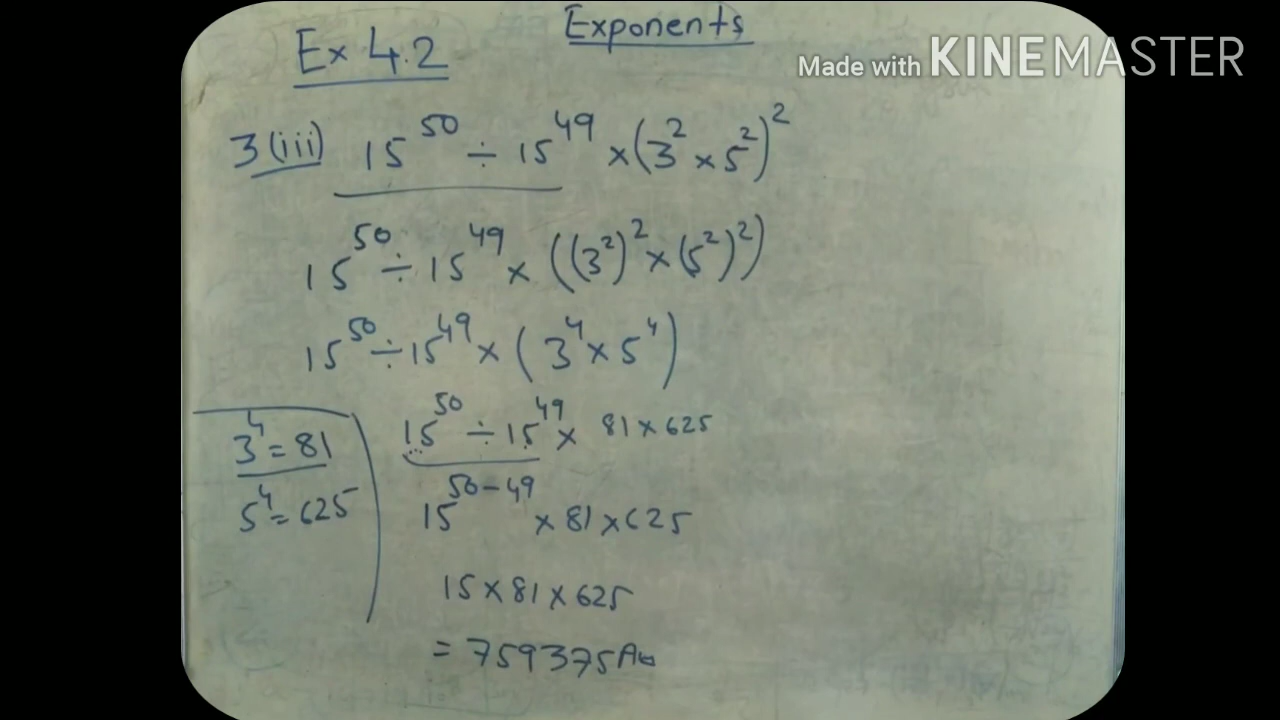 Exponents
Ex 4.2
Made with KINEMASTER
3(iii) 15^50 ÷ 15^49 × (3^2 × 5^2)^2
15^50 ÷ 15^49 × ((3^2)^2 × (5^2)^2)
15^50 ÷ 15^49 × (3^4 × 5^4)
3^4 = 81
5^4 = 625
15^50 ÷ 15^49 × 81 × 625
15^50-49 × 81 × 625
15 × 81 × 625
= 759375